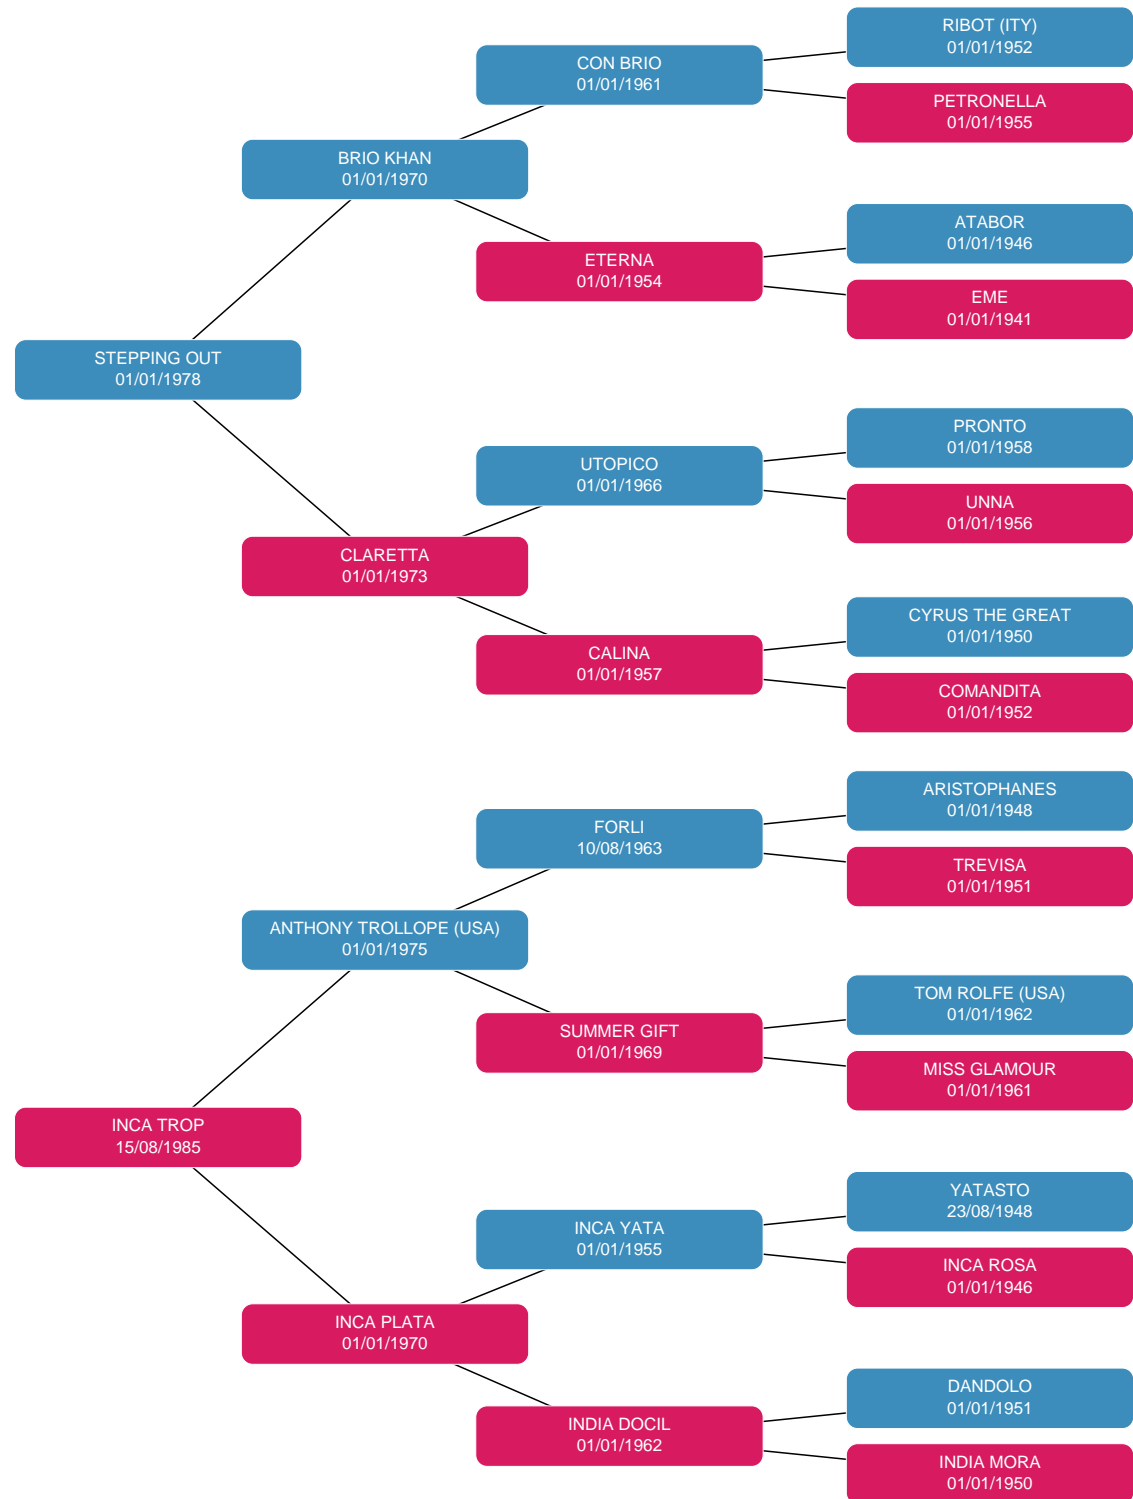 RIBOT (ITY)
01/01/1952
CON BRIO
01/01/1961
PETRONELLA
01/01/1955
BRIO KHAN
01/01/1970
ATABOR
01/01/1946
ETERNA
01/01/1954
EME
01/01/1941
STEPPING OUT
01/01/1978
PRONTO
01/01/1958
UTOPICO
01/01/1966
UNNA
01/01/1956
CLARETTA
01/01/1973
CYRUS THE GREAT
01/01/1950
CALINA
01/01/1957
COMANDITA
01/01/1952
ARISTOPHANES
01/01/1948
FORLI
10/08/1963
TREVISA
01/01/1951
ANTHONY TROLLOPE (USA)
01/01/1975
TOM ROLFE (USA)
01/01/1962
SUMMER GIFT
01/01/1969
MISS GLAMOUR
01/01/1961
INCA TROP
15/08/1985
YATASTO
23/08/1948
INCA YATA
01/01/1955
INCA ROSA
01/01/1946
INCA PLATA
01/01/1970
DANDOLO
01/01/1951
INDIA DOCIL
01/01/1962
INDIA MORA
01/01/1950